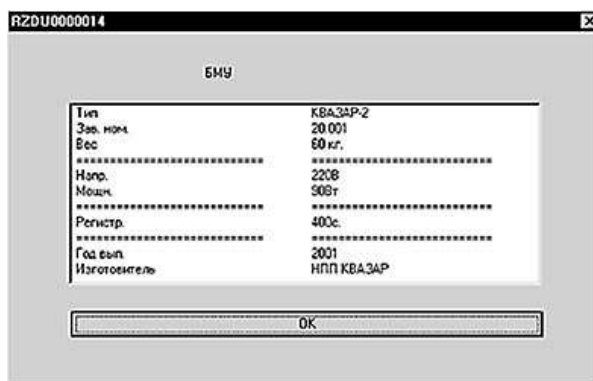 RZDU0000014
БМУ
Тип КВАЗАР-2
Зав. ном. 20.001
Вес 60 кг.
============================= =============================
Напр. 220В
Мощн. 90Вт
============================= =============================
Регистр. 400с.
============================= =============================
Год вып. 2001
Изготовитель НПП КВАЗАР
OK